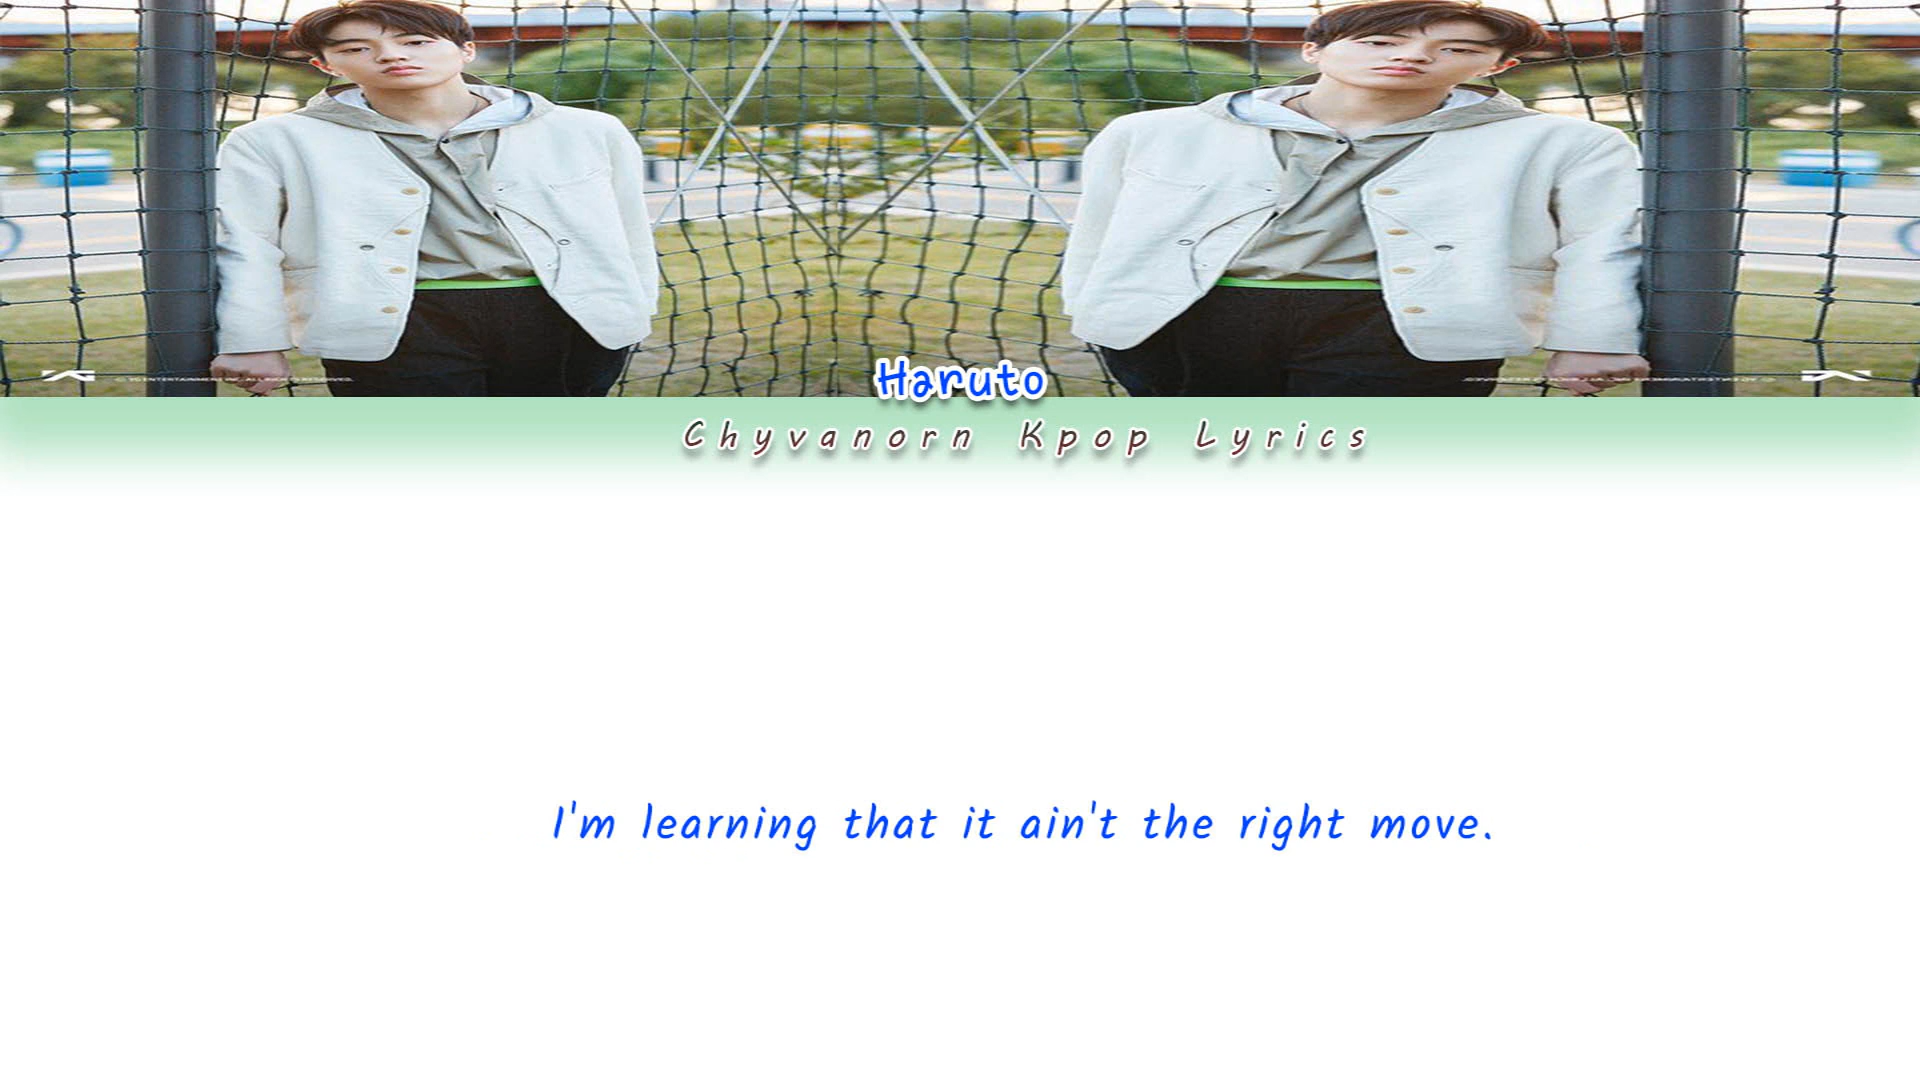 Haruto
Chyvanorn Kpop Lyrics
I'm learning that it ain't the right move.